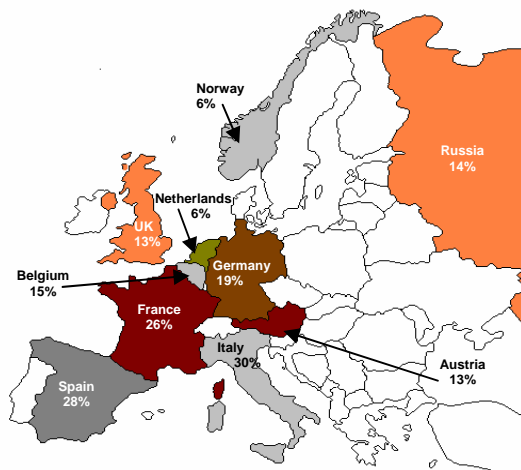 Norway
6%
Russia
14%
Netherlands
6%
UK
13%
Belgium
15%
Germany
19%
France
26%
Italy
30%
Austria
13%
Spain
28%